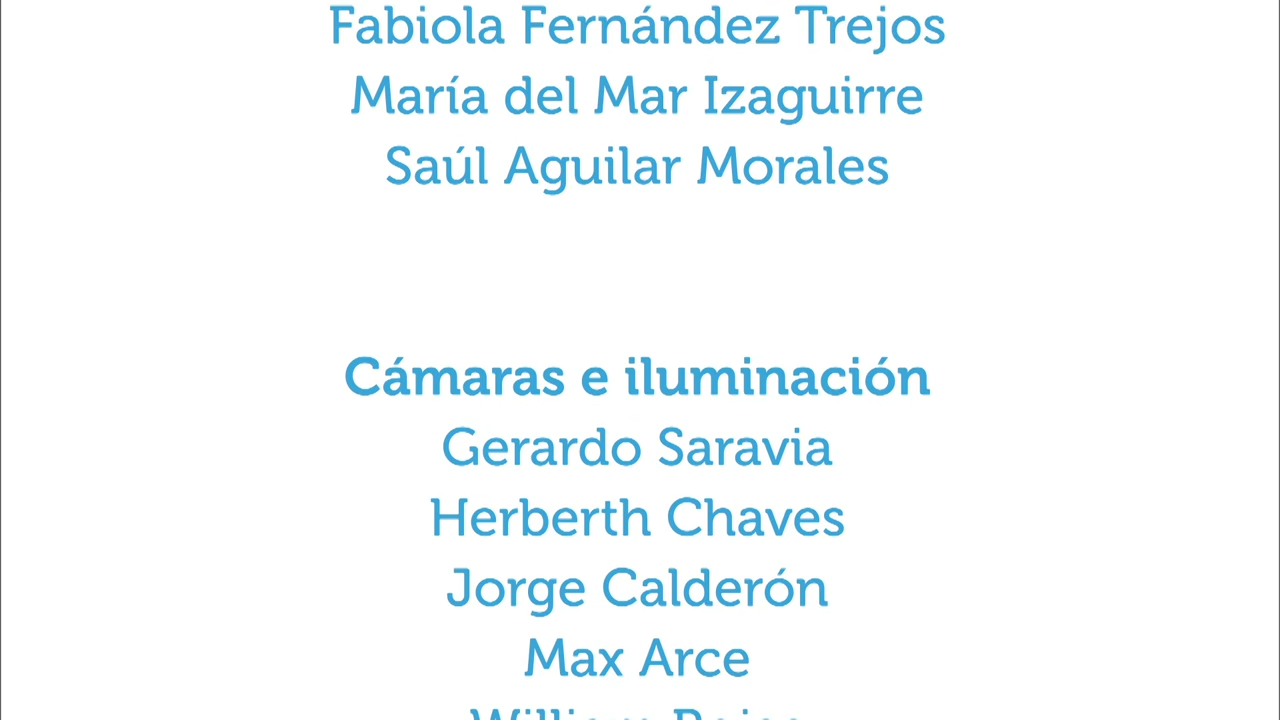 Fabiola Fernández Trejos
María del Mar Izaguirre
Saúl Aguilar Morales
Cámaras e iluminación
Gerardo Saravia
Herberth Chaves
Jorge Calderón
Max Arce
William